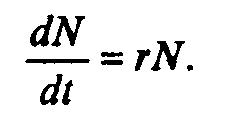 dN/dt = rN.